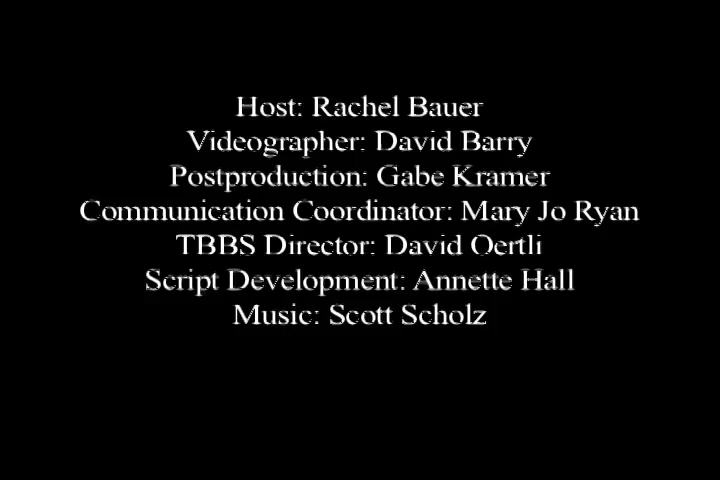 Host: Rachel Bauer
Videographer: David Barry
Postproduction: Gabe Kramer
Communication Coordinator: Mary Jo Ryan
TBBS Director: David Oertli
Script Development: Annette Hall
Music: Scott Scholz